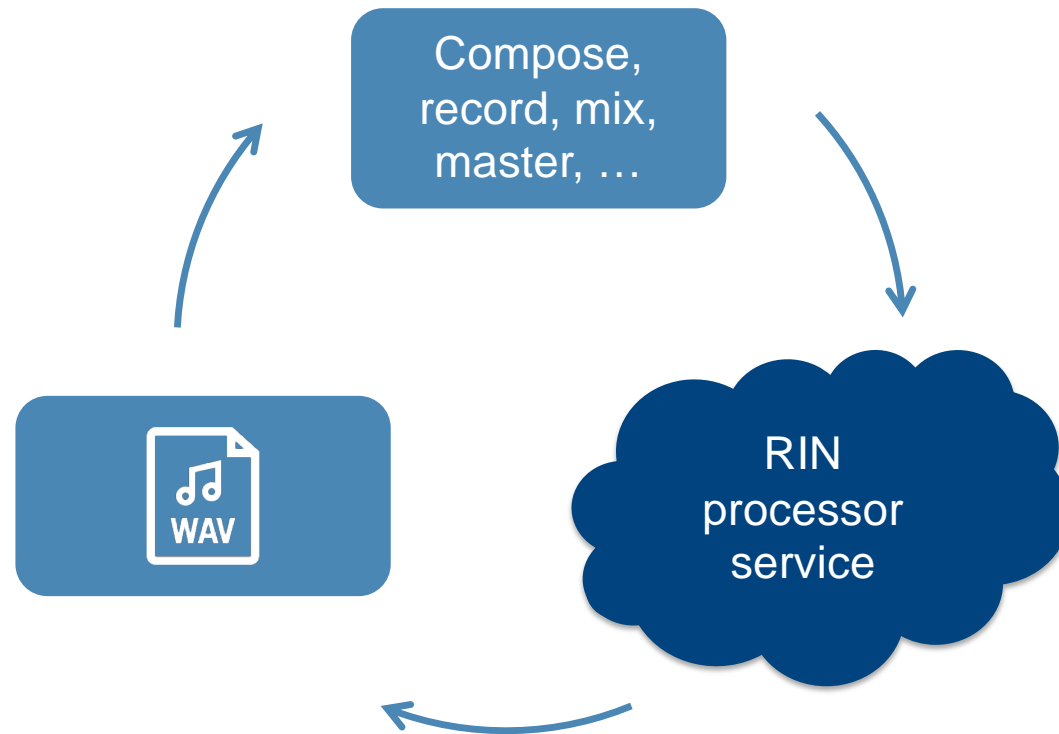 Compose,
record, mix,
master, …
RIN
processor
service
WAV